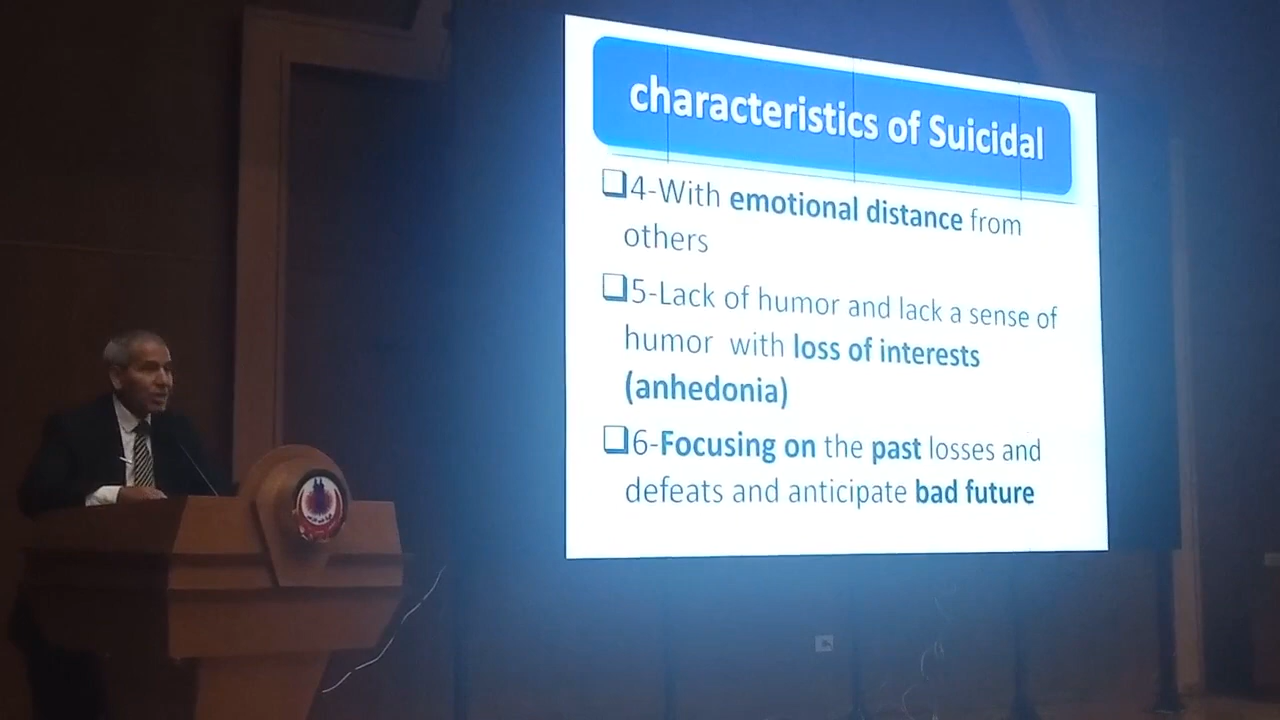 characteristics of Suicidal
❑4-With emotional distance from
others
❑5-Lack of humor and lack a sense of
humor with loss of interests
(anhedonia)
❑6-Focusing on the past losses and
defeats and anticipate bad future